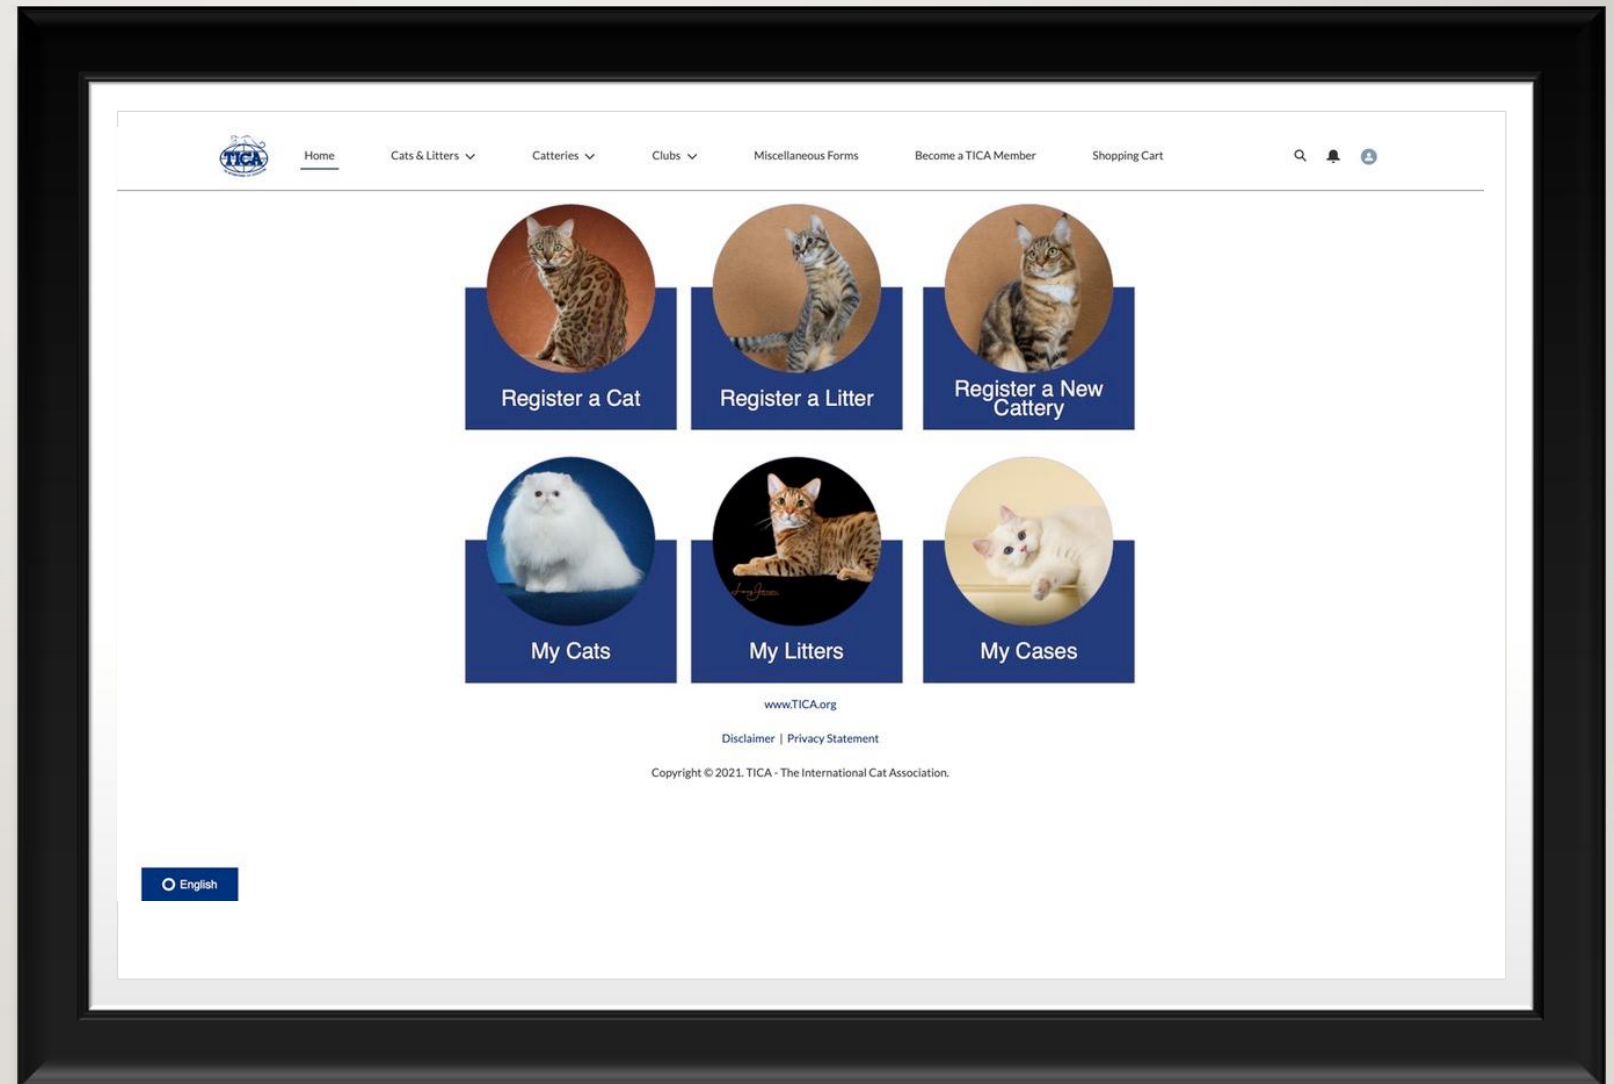 TICA
Home
Cats & Litters
Catteries
Clubs
Miscellaneous Forms
Become a TICA Member
Shopping Cart
Register a Cat
Register a Litter
Register a New
Cattery
My Cats
My Litters
My Cases
www.TICA.org
Disclaimer | Privacy Statement
Copyright © 2021. TICA - The International Cat Association.
English